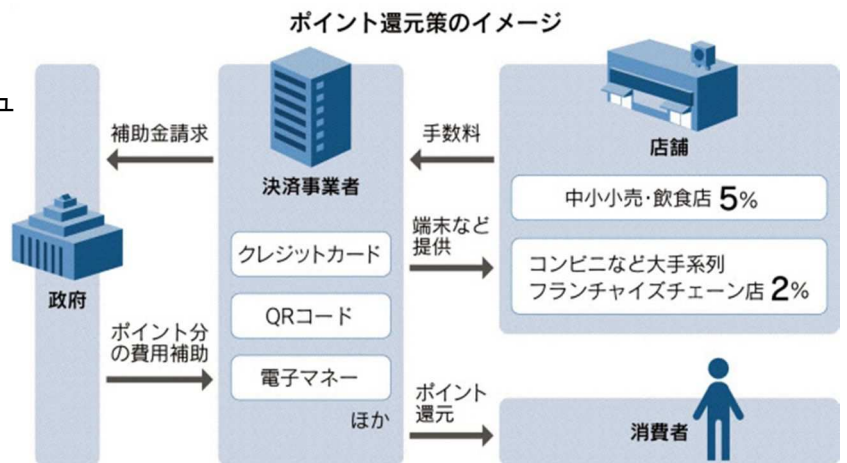 ポイント還元策のイメージ
ュ
補助金請求
政府
ポイント分
の費用補助
決済事業者
クレジットカード
QRコード
電子マネー
ほか
手数料
端末など
提供
ポイント
還元
店舗
中小小売・飲食店 5%
コンビニなど大手系列
フランチャイズチェーン店 2%
消費者